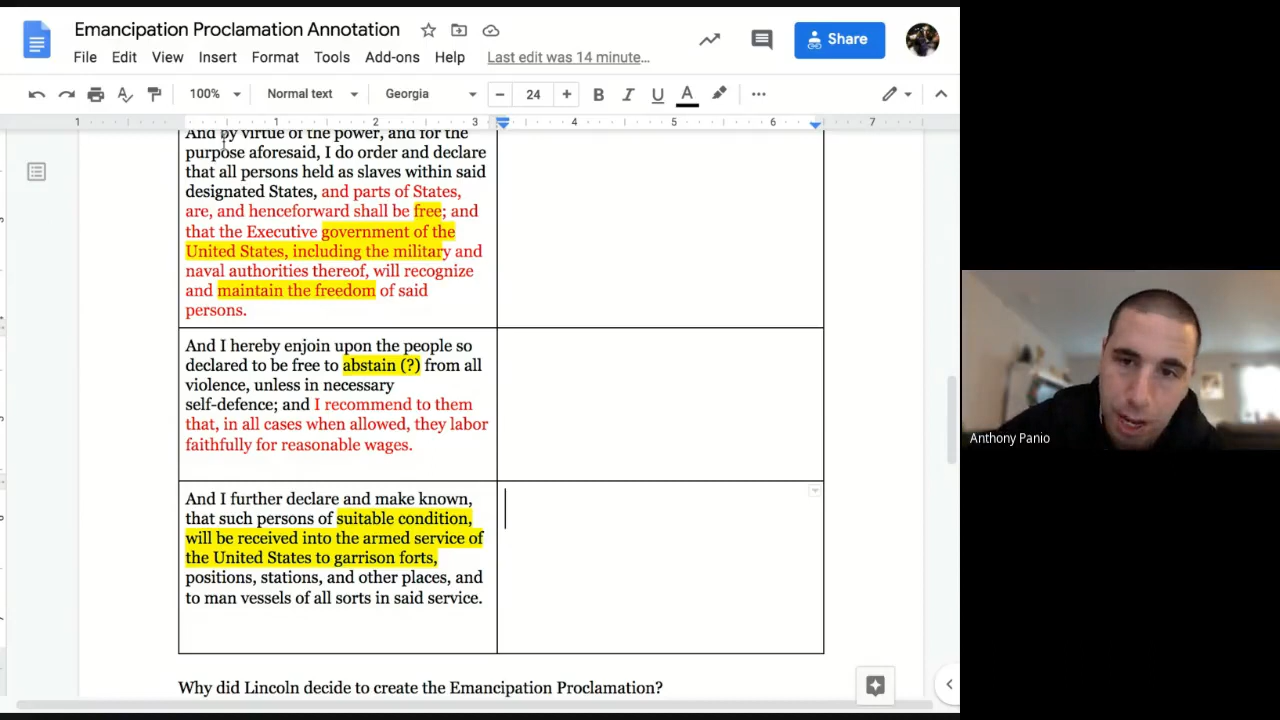 Emancipation Proclamation Annotation
File Edit View Insert Format Tools Add-ons Help Last edit was 14 minute...
Share
100% Normal text Georgia − 24 + B I U A
1 1 2 3 4 5 6 7
And by virtue of the power, and for the
purpose aforesaid, I do order and declare
that all persons held as slaves within said
designated States, and parts of States,
are, and henceforward shall be free; and
that the Executive government of the
United States, including the military and
naval authorities thereof, will recognize
and maintain the freedom of said
persons.
And I hereby enjoin upon the people so
declared to be free to abstain (?) from all
violence, unless in necessary
self-defence; and I recommend to them
that, in all cases when allowed, they labor
faithfully for reasonable wages.
And I further declare and make known,
that such persons of suitable condition,
will be received into the armed service of
the United States to garrison forts,
positions, stations, and other places, and
to man vessels of all sorts in said service.
Why did Lincoln decide to create the Emancipation Proclamation?
Anthony Panio